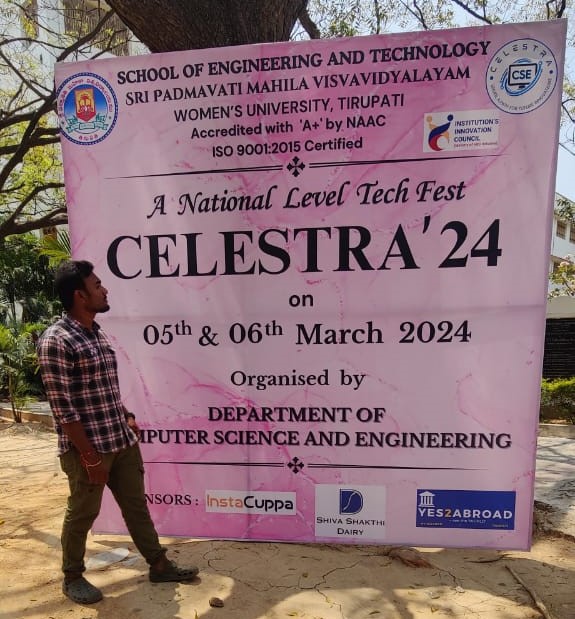 SCHOOL OF ENGINEERING AND TECHNOLOGY
SRI PADMAVATI MAHILA VISVAVIDYALAYAM
WOMEN'S UNIVERSITY, TIRUPATI
Accredited with 'A+' by NAAC
ISO 9001:2015 Certified
CELESTRA
CSE
INSTITUTION'S
INNOVATION
COUNCIL
A National Level Tech Fest
CELESTRA'24
on
05th & 06th March 2024
Organised by
DEPARTMENT OF
MPUTER SCIENCE AND ENGINEERING
NSORS : InstaCuppa
SHIVA SHAKTHI
DAIRY
YES2ABROAD